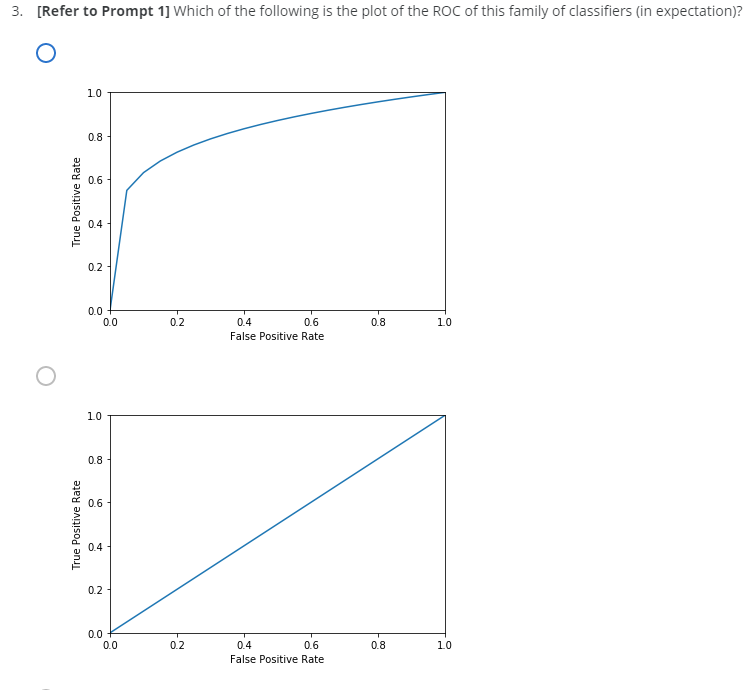 3. [Refer to Prompt 1] Which of the following is the plot of the ROC of this family of classifiers (in expectation)?
1.0
0.8
0.6
0.4
0.2
0.0
True Positive Rate
0.0 0.2 0.4 0.6 0.8 1.0
False Positive Rate
1.0
0.8
0.6
0.4
0.2
0.0
True Positive Rate
0.0 0.2 0.4 0.6 0.8 1.0
False Positive Rate